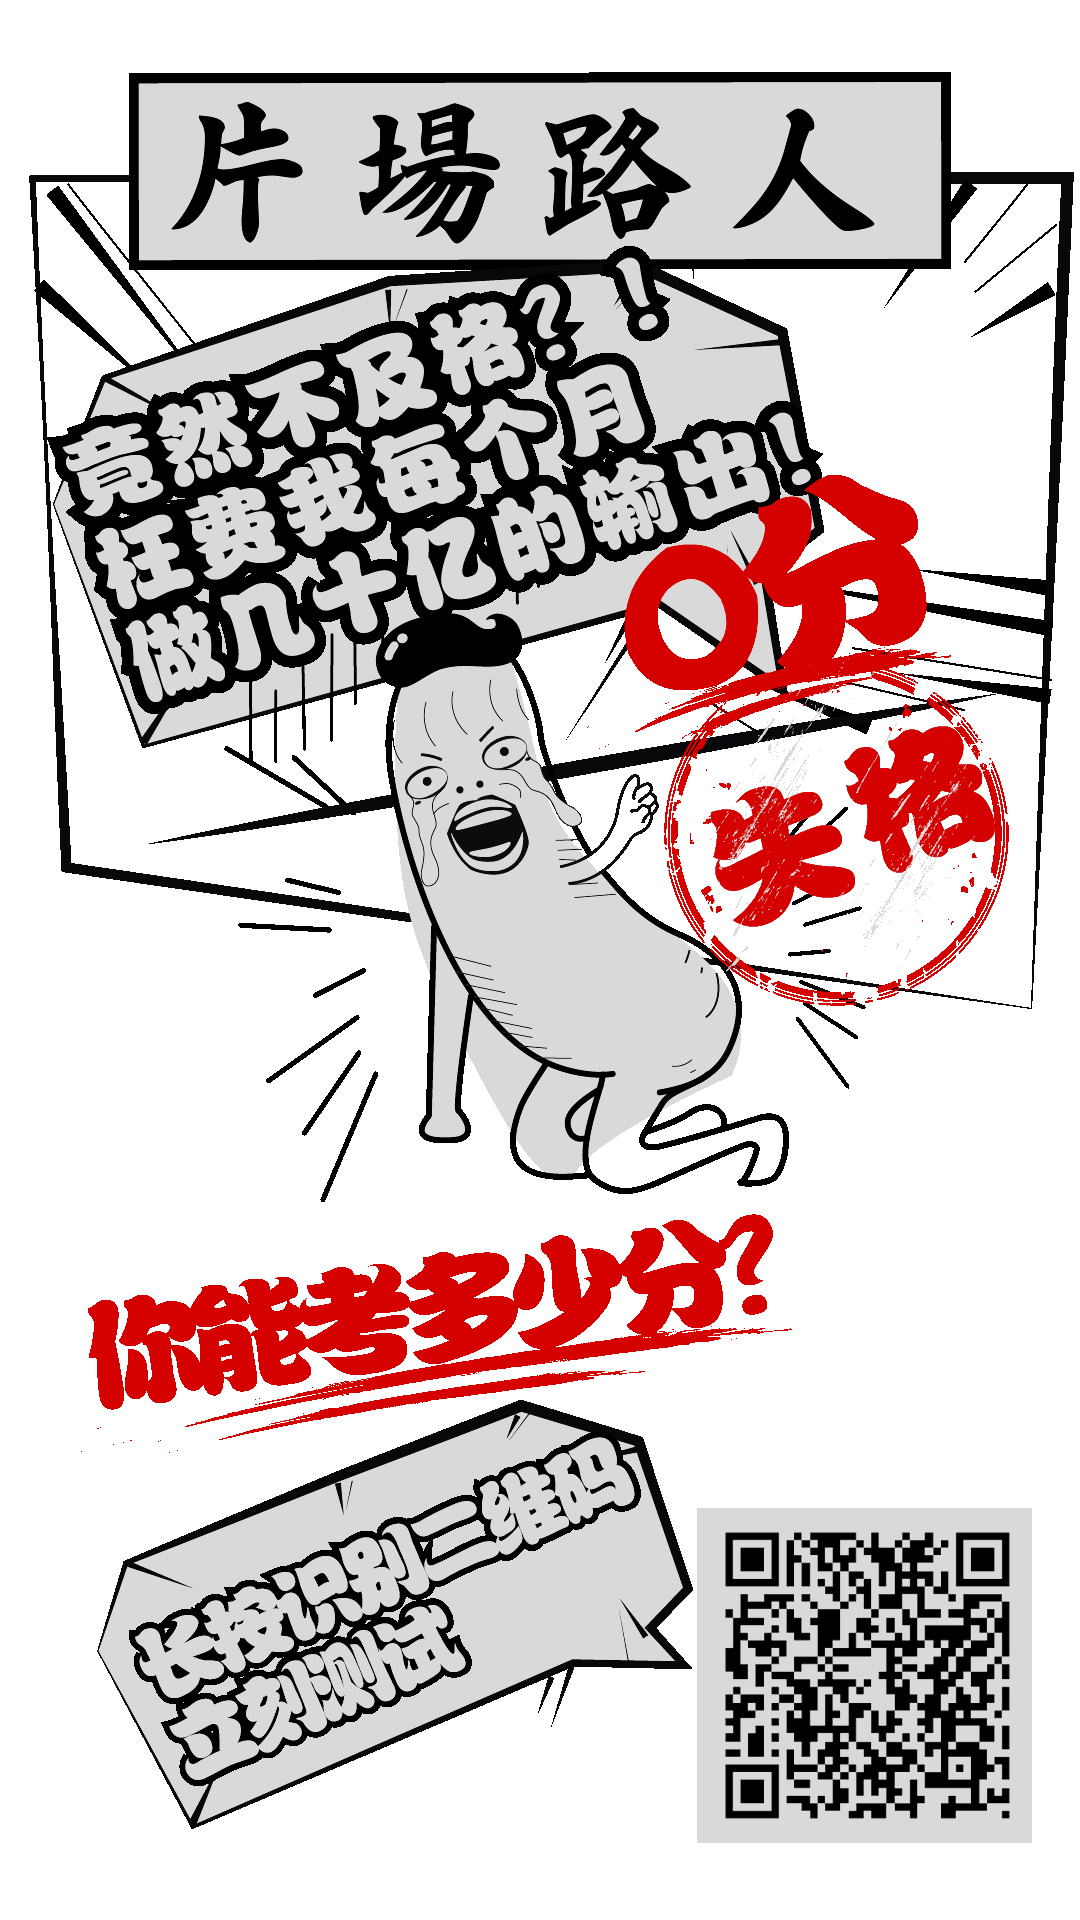 片場路人
竟然不及格？！
枉费我每个月
做几十亿的输出!
0分
失格
你能考多少分?
长按识别二维码
立刻测试